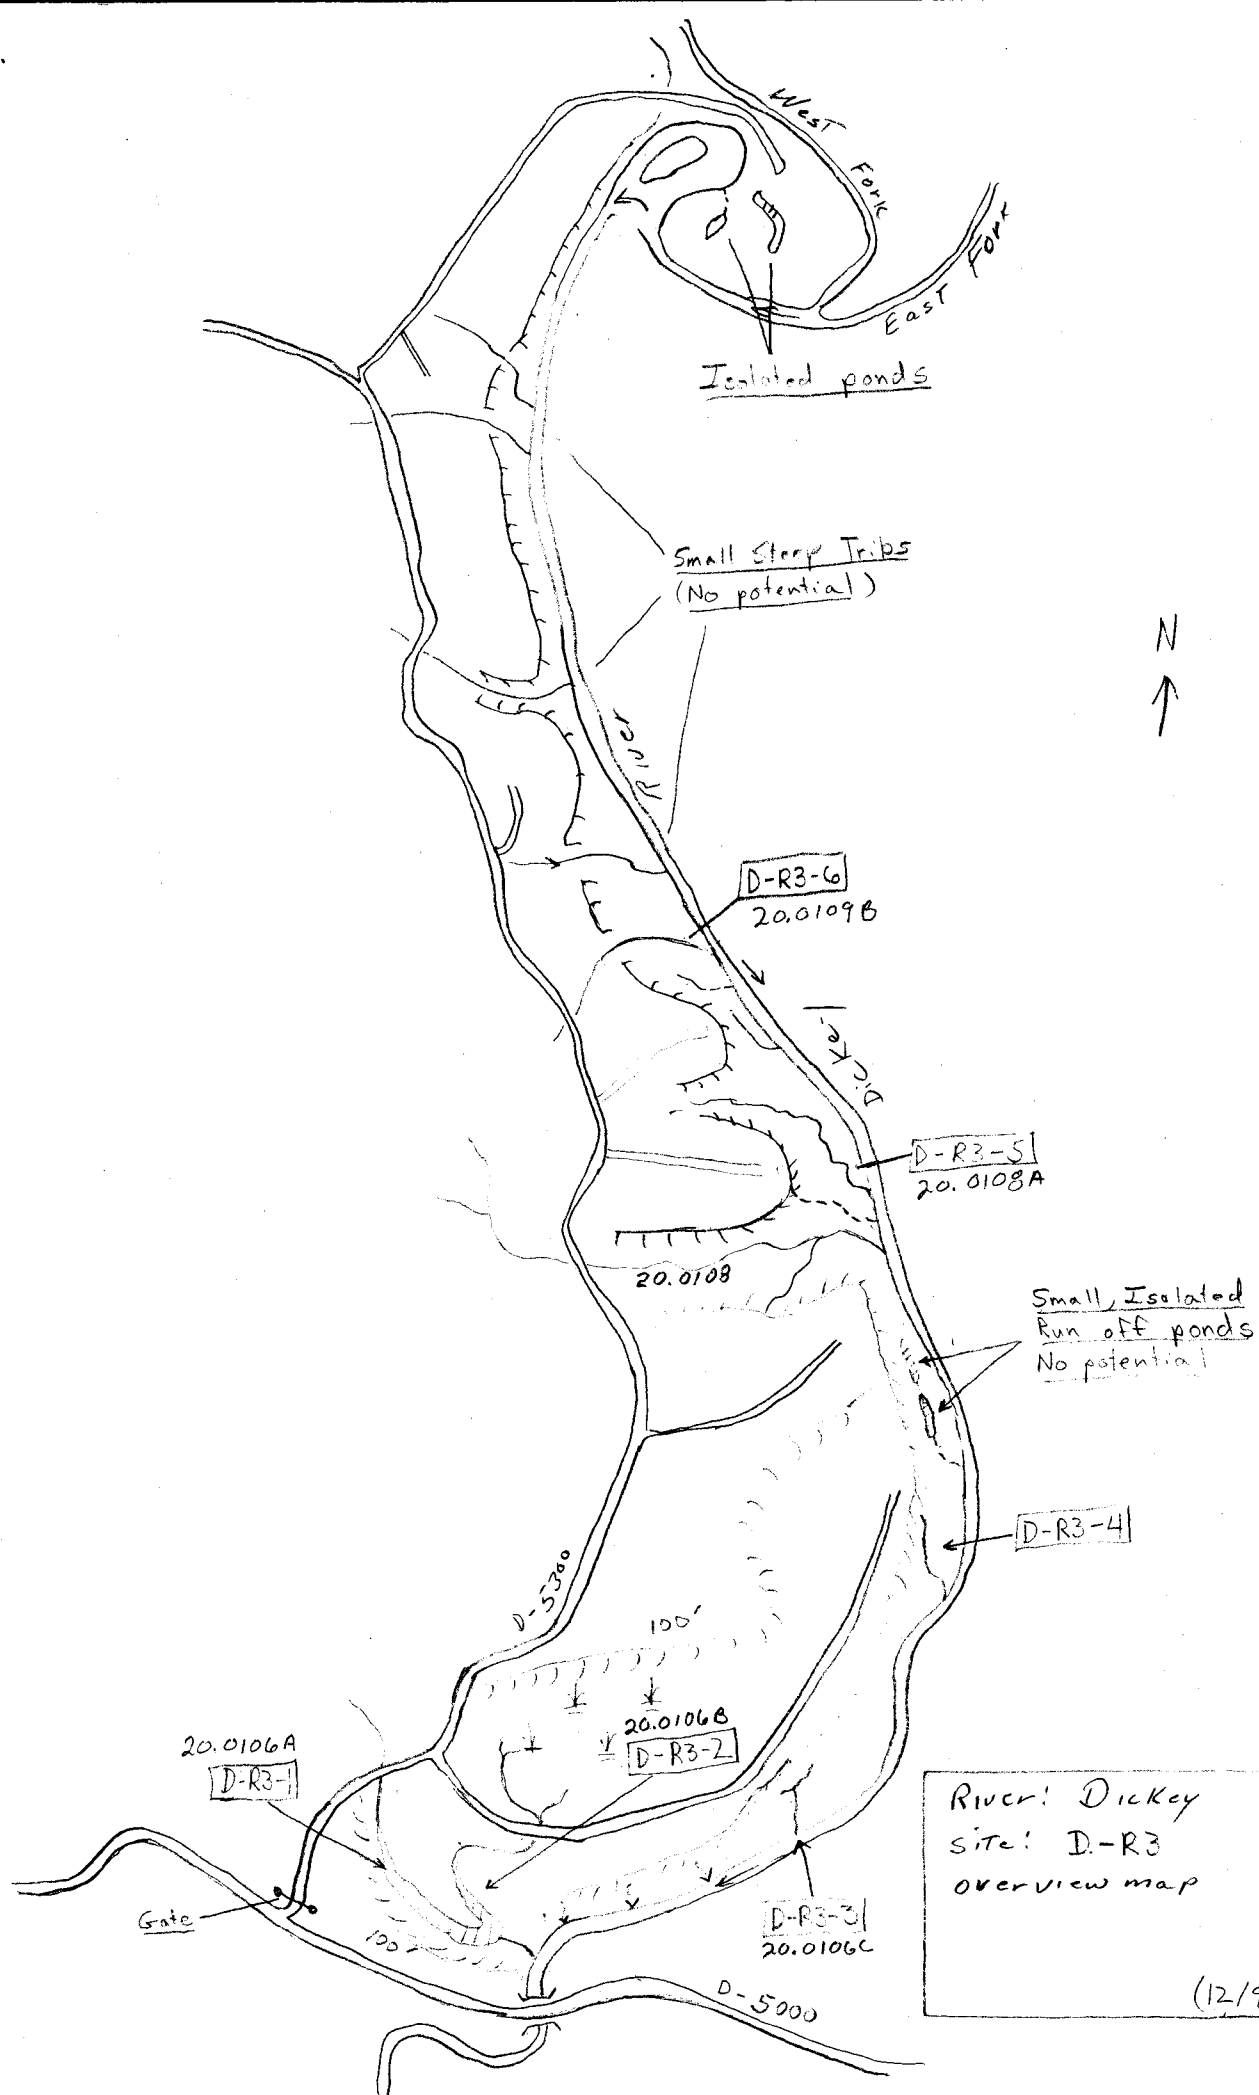 West
Fork
East Fork
Isolated ponds
Small Steep Tribs
(No potential)
N
River
D-R3-6
20.0109B
Dickey
D-R3-5
20.0108A
20.0108
Small, Isolated
Run off ponds
No potential
D-R3-4
D-5300
100'
20.0106B
D-R3-2
20.0106A
D-R3-1
Gate
100'
D-R3-3
20.0106C
D-5000
River: Dickey
Site: D-R3
overview map
(12/9